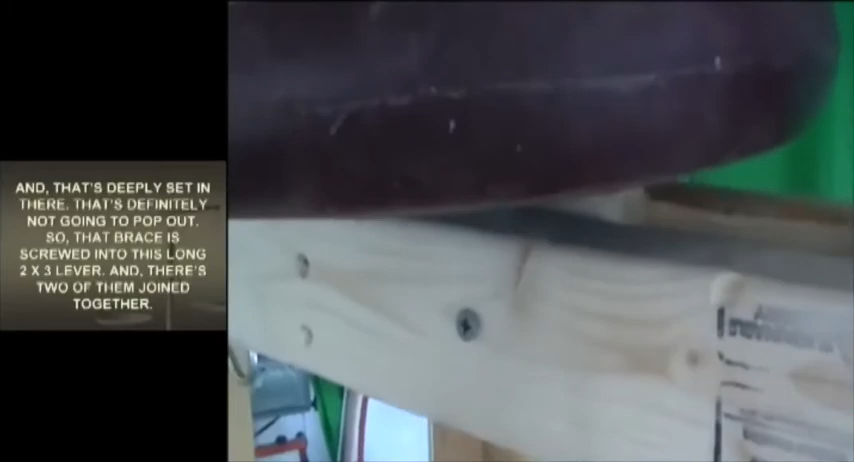 AND, THAT'S DEEPLY SET IN
THERE. THAT'S DEFINITELY
NOT GOING TO POP OUT.
SO, THAT BRACE IS
SCREWED INTO THIS LONG
2 X 3 LEVER. AND, THERE'S
TWO OF THEM JOINED
TOGETHER.